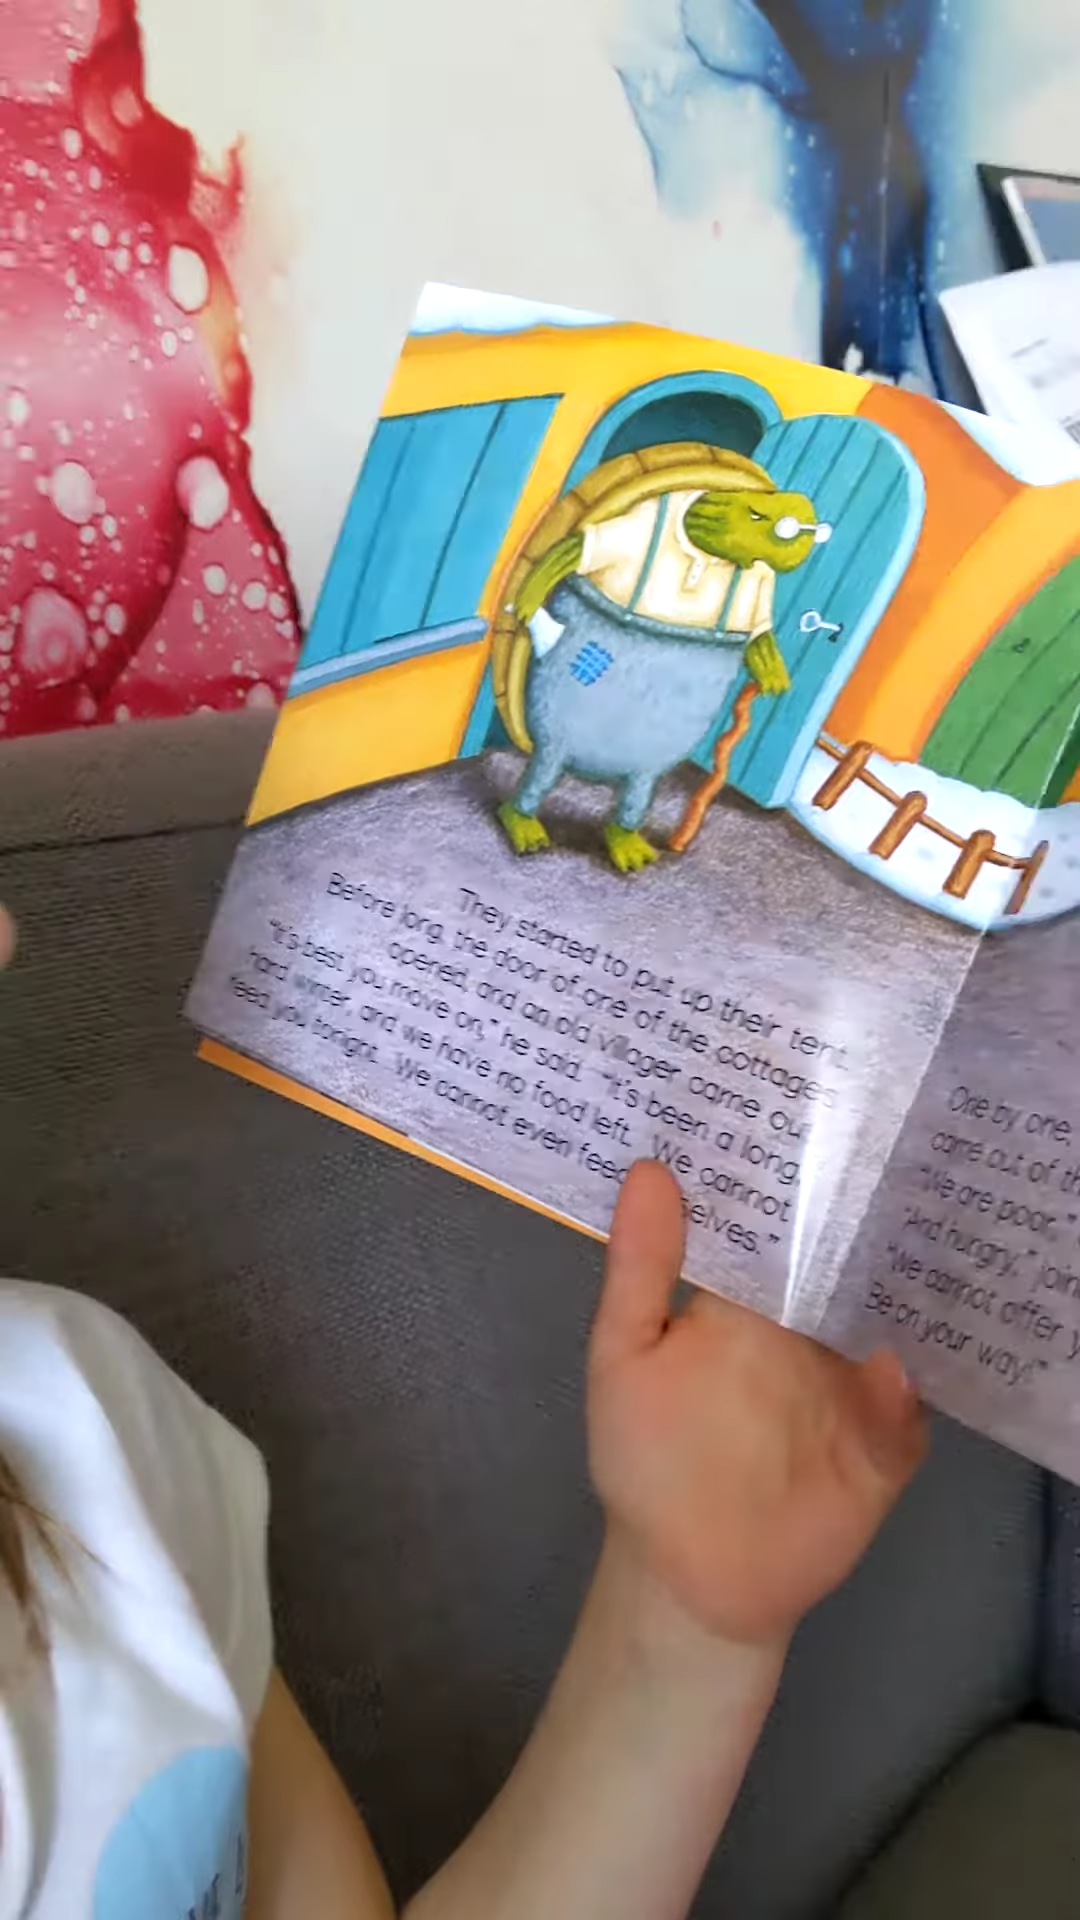 They started to put up their tent.
Before long, the door of one of the cottages
opened, and an old villager came out.
"It's best you move on," he said. "It's been a long,
hard winter, and we have no food left. We cannot
feed you tonight. We cannot even feed selves."
One by one,
came out of th
"We are poor,"
"And hungry," join
"We cannot offer y
Be on your way!"